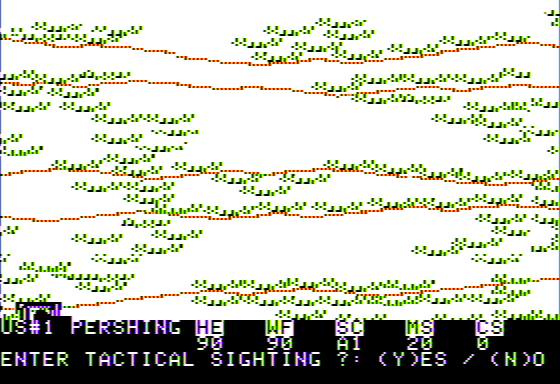 US#1 PERSHING HE WF SC MS CS
90 90 A1 20 0
ENTER TACTICAL SIGHTING ?: (Y)ES / (N)O